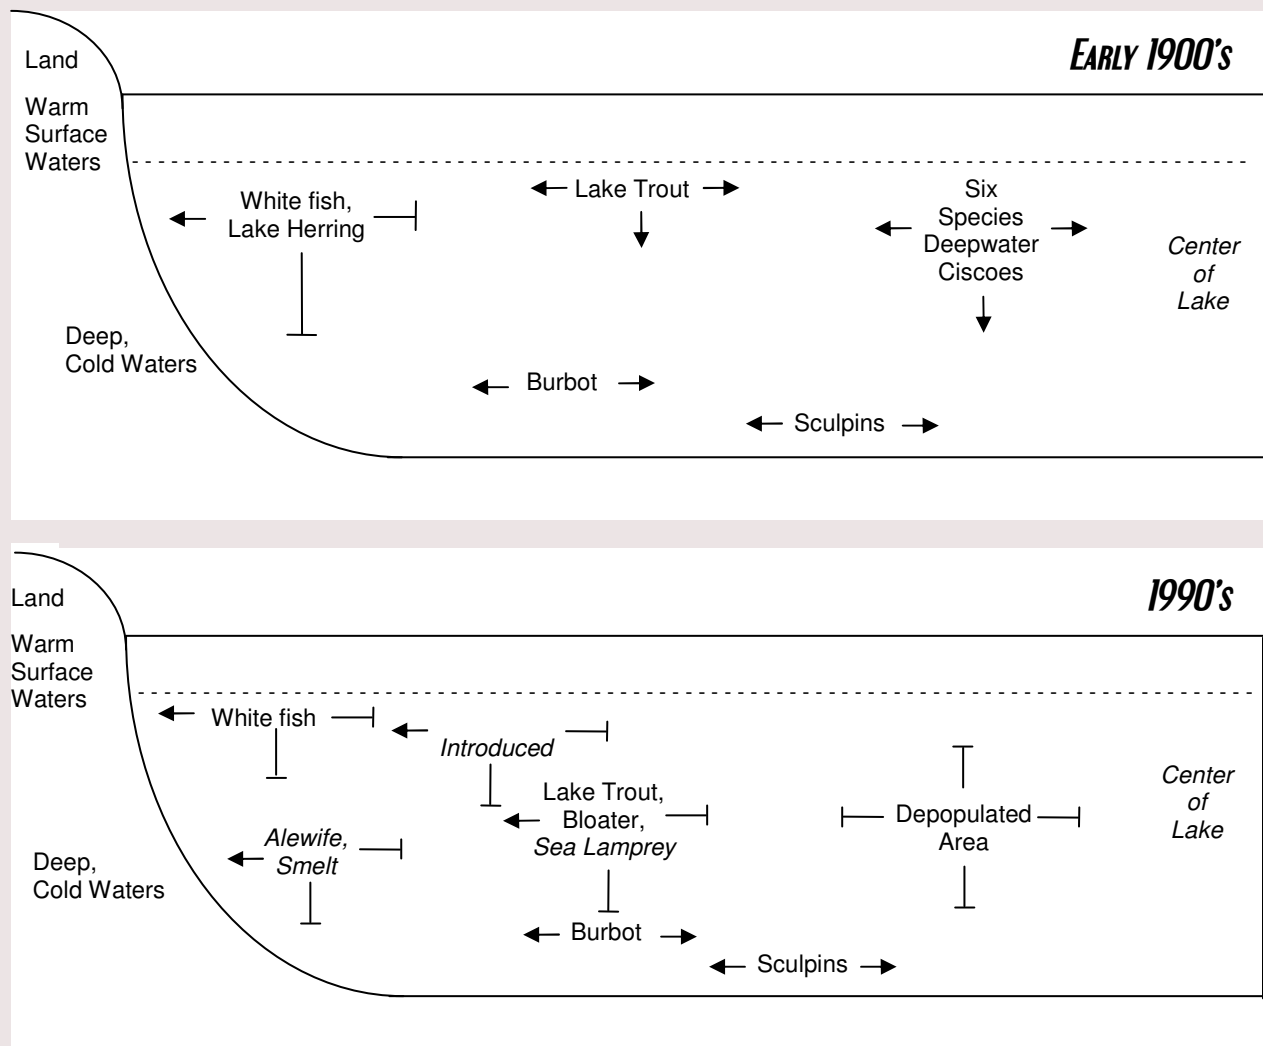 Land
EARLY 1900's
Warm
Surface
Waters
White fish,
Lake Herring
Lake Trout
Six
Species
Deepwater
Ciscoes
Center
of
Lake
Deep,
Cold Waters
Burbot
Sculpins
Land
1990's
Warm
Surface
Waters
White fish
Introduced
Lake Trout,
Bloater,
Sea Lamprey
Alewife,
Smelt
Depopulated
Area
Center
of
Lake
Deep,
Cold Waters
Burbot
Sculpins